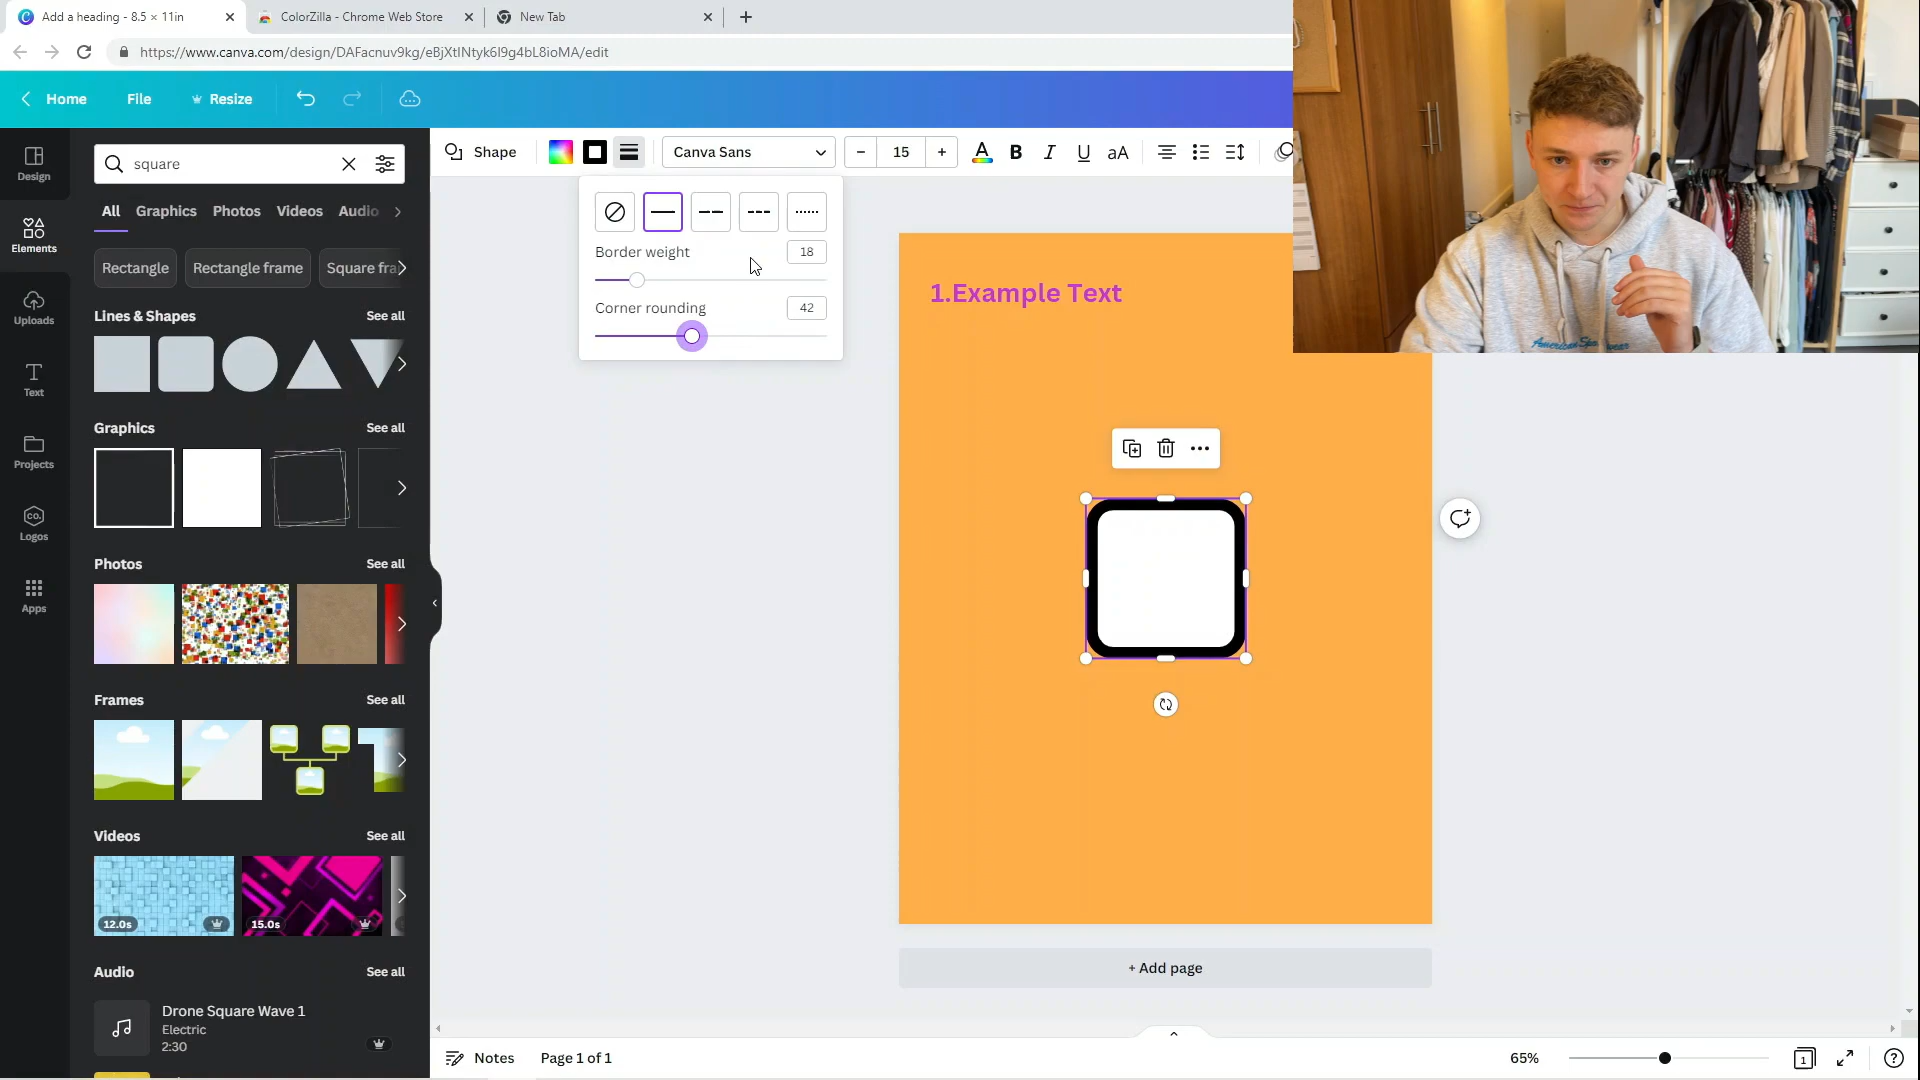 Add a heading - 8.5 × 11in
ColorZilla - Chrome Web Store
New Tab
https://www.canva.com/design/DAFacnuv9kg/eBjXtINtyk6l9g4bL8ioMA/edit
Home
File
Resize
Design
Elements
Uploads
Text
Projects
CO.
Logos
Apps
square
All
Graphics
Photos
Videos
Audio
Rectangle
Rectangle frame
Square fra
Lines & Shapes
See all
Graphics
See all
Photos
See all
Frames
See all
Videos
See all
12.0s
15.0s
Audio
See all
Drone Square Wave 1
Electric
2:30
Shape
Canva Sans
15
A
B
I
U
aA
Border weight
18
Corner rounding
42
1.Example Text
+ Add page
Notes
Page 1 of 1
65%
1
?